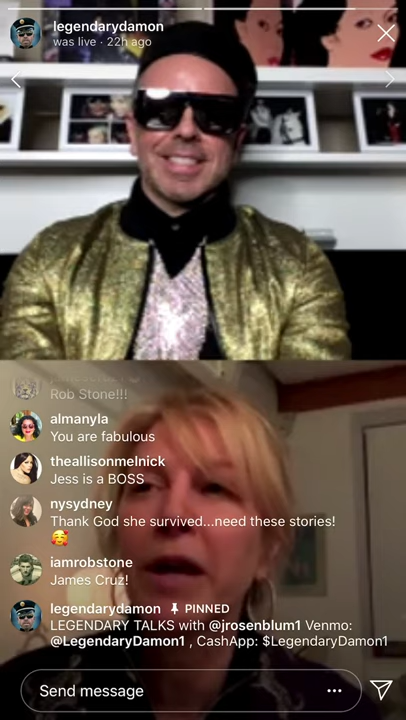 legendarydamon
was live · 22h ago
Rob Stone!!!
almanyla
You are fabulous
theallisonmelnick
Jess is a BOSS
nysydney
Thank God she survived...need these stories!
🥰
iamrobstone
James Cruz!
legendarydamon PINNED
LEGENDARY TALKS with @jrosenblum1 Venmo:
@LegendaryDamon1 , CashApp: $LegendaryDamon1
Send message